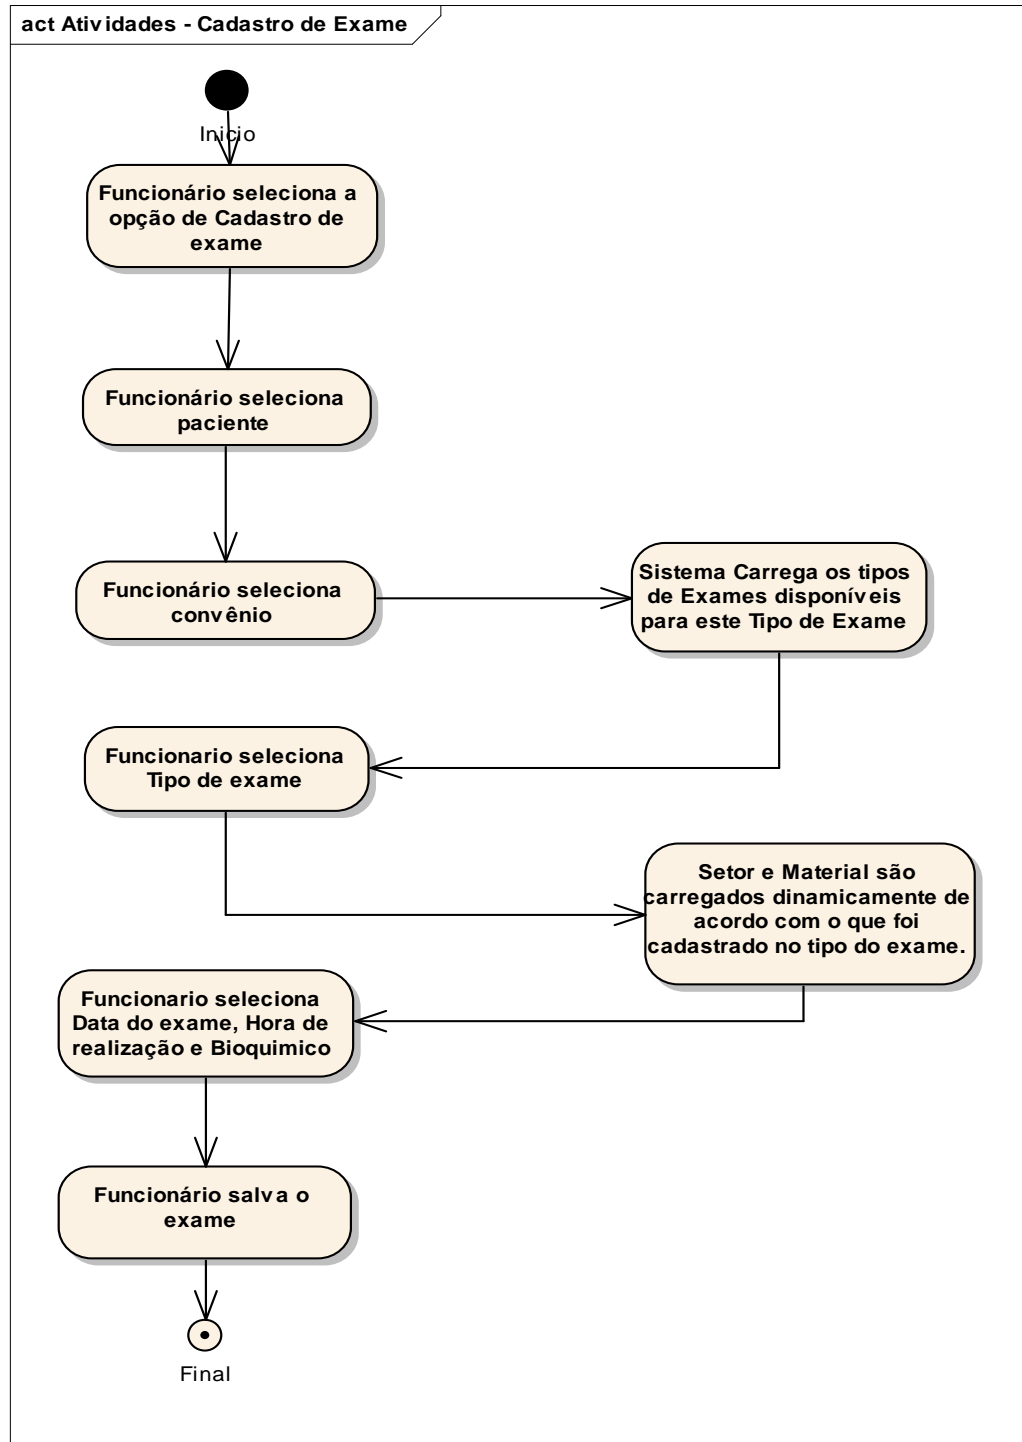 act Atividades - Cadastro de Exame
Inicio
Funcionário seleciona a
opção de Cadastro de
exame
Funcionário seleciona
paciente
Funcionário seleciona
convênio
Sistema Carrega os tipos
de Exames disponíveis
para este Tipo de Exame
Funcionario seleciona
Tipo de exame
Setor e Material são
carregados dinamicamente de
acordo com o que foi
cadastrado no tipo do exame.
Funcionario seleciona
Data do exame, Hora de
realização e Bioquimico
Funcionário salva o
exame
Final